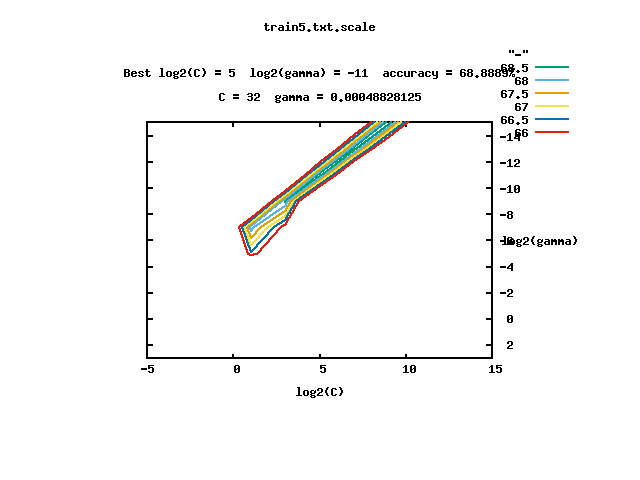 train5.txt.scale
"-"
Best log2(C) = 5  log2(gamma) = -11  accuracy = 68.8889%
68.5
68
67.5
C = 32  gamma = 0.00048828125
67
66.5
66
-14
-12
-10
-8
-6
log2(gamma)
-4
-2
0
2
-5 0 5 10 15
log2(C)